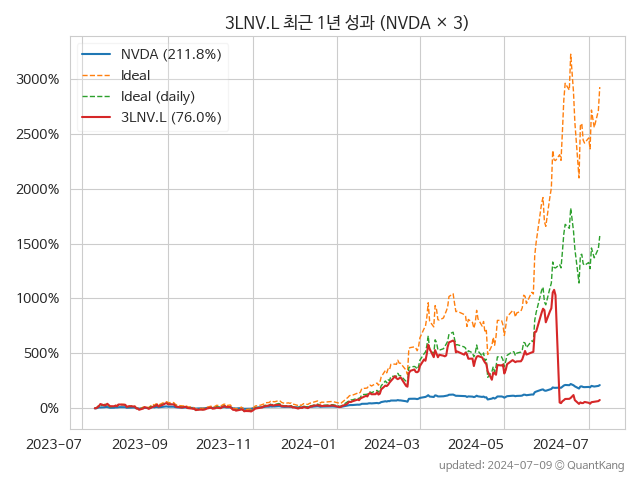 3LNV.L 최근 1년 성과 (NVDA × 3)
NVDA (211.8%)
Ideal
Ideal (daily)
3LNV.L (76.0%)
3000%
2500%
2000%
1500%
1000%
500%
0%
2023-07 2023-09 2023-11 2024-01 2024-03 2024-05 2024-07
updated: 2024-07-09 © QuantKang